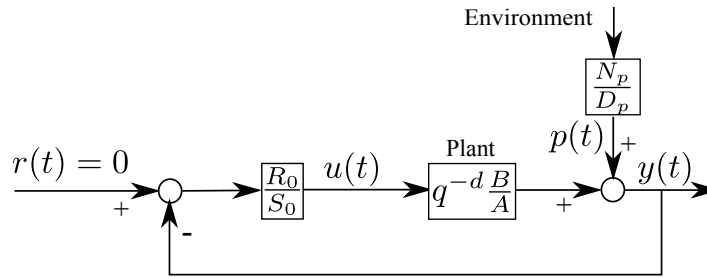 Environment
N_p
D_p
p(t)
+
r(t) = 0
+
-
R_0
S_0
u(t)
Plant
q^{-d} B/A
+
y(t)